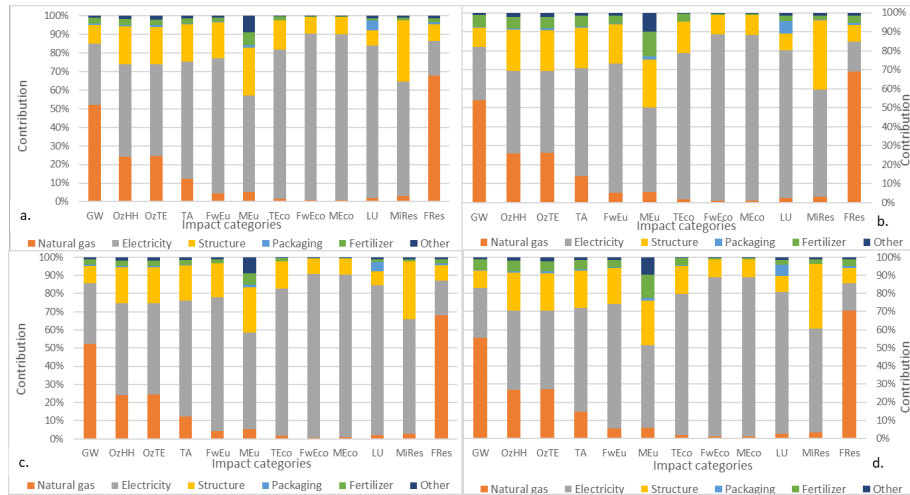 100%
90%
80%
70%
60%
50%
40%
30%
20%
10%
0%
Contribution
a.
GW OzHH OzTE TA FwEu MEu TEco FwEco MEco LU MiRes FRes
Impact categories
Natural gas Electricity Structure Packaging Fertilizer Other
100%
90%
80%
70%
60%
50%
40%
30%
20%
10%
0%
Contribution
b.
GW OzHH OzTE TA FwEu MEu TEco FwEco MEco LU MiRes FRes
Impact categories
Natural gas Electricity Structure Packaging Fertilizer Other
100%
90%
80%
70%
60%
50%
40%
30%
20%
10%
0%
Contribution
c.
GW OzHH OzTE TA FwEu MEu TEco FwEco MEco LU MiRes FRes
Impact categories
Natural gas Electricity Structure Packaging Fertilizer Other
100%
90%
80%
70%
60%
50%
40%
30%
20%
10%
0%
Contribution
d.
GW OzHH OzTE TA FwEu MEu TEco FwEco MEco LU MiRes FRes
Impact categories
Natural gas Electricity Structure Packaging Fertilizer Other